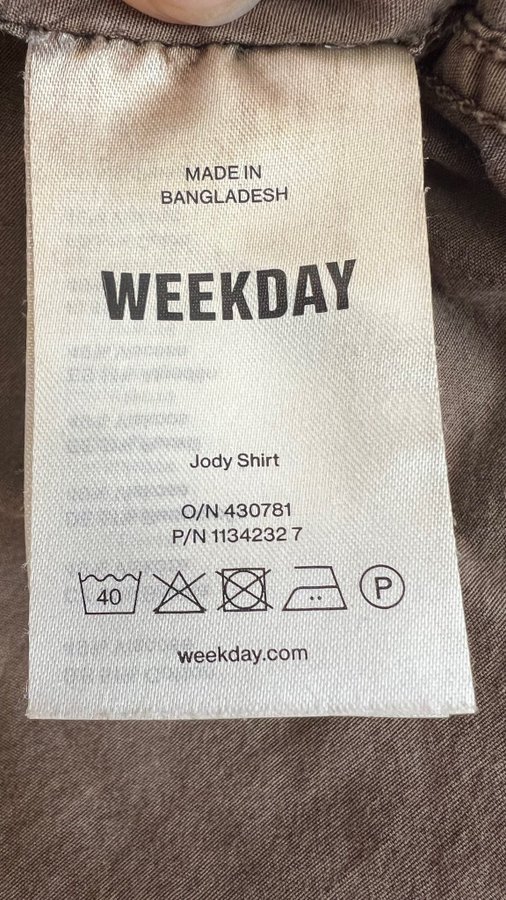 MADE IN
BANGLADESH
WEEKDAY
Jody Shirt
O/N 430781
P/N 1134232 7
40
P
weekday.com